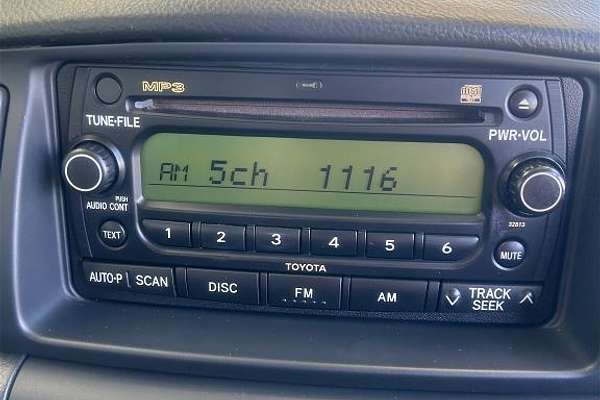 MP3
TUNE•FILE
PWR•VOL
AM 5ch 1116
PUSH
AUDIO CONT
32813
TEXT
1 2 3 4 5 6
MUTE
TOYOTA
AUTO•P SCAN DISC FM AM TRACK
SEEK